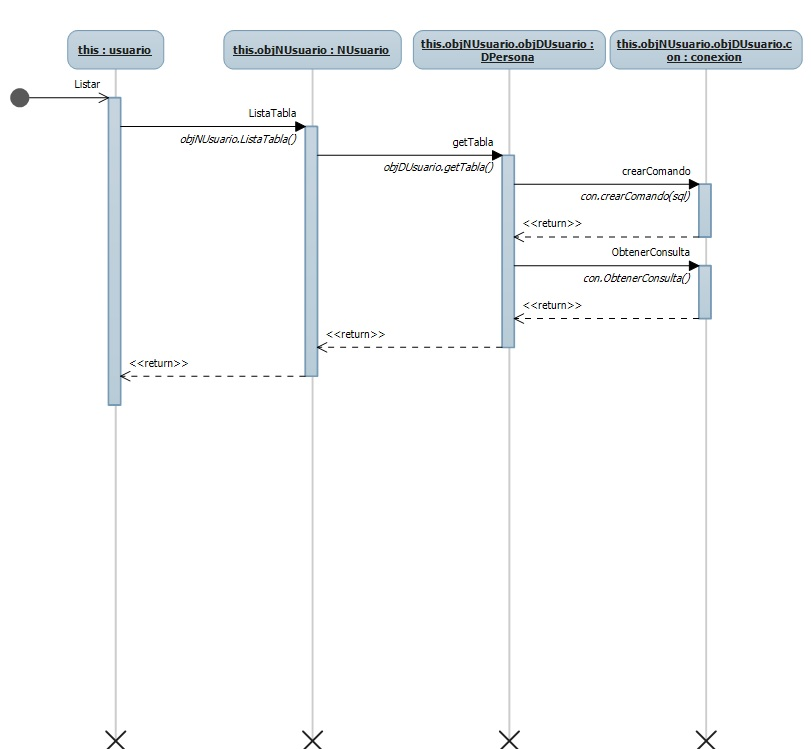 this : usuario
this.objNUsuario : NUsuario
this.objNUsuario.objDUsuario :
DPersona
this.objNUsuario.objDUsuario.c
on : conexion
Listar
ListaTabla
objNUsuario.ListaTabla()
getTabla
objDUsuario.getTabla()
crearComando
con.crearComando(sql)
<<return>>
ObtenerConsulta
con.ObtenerConsulta()
<<return>>
<<return>>
<<return>>